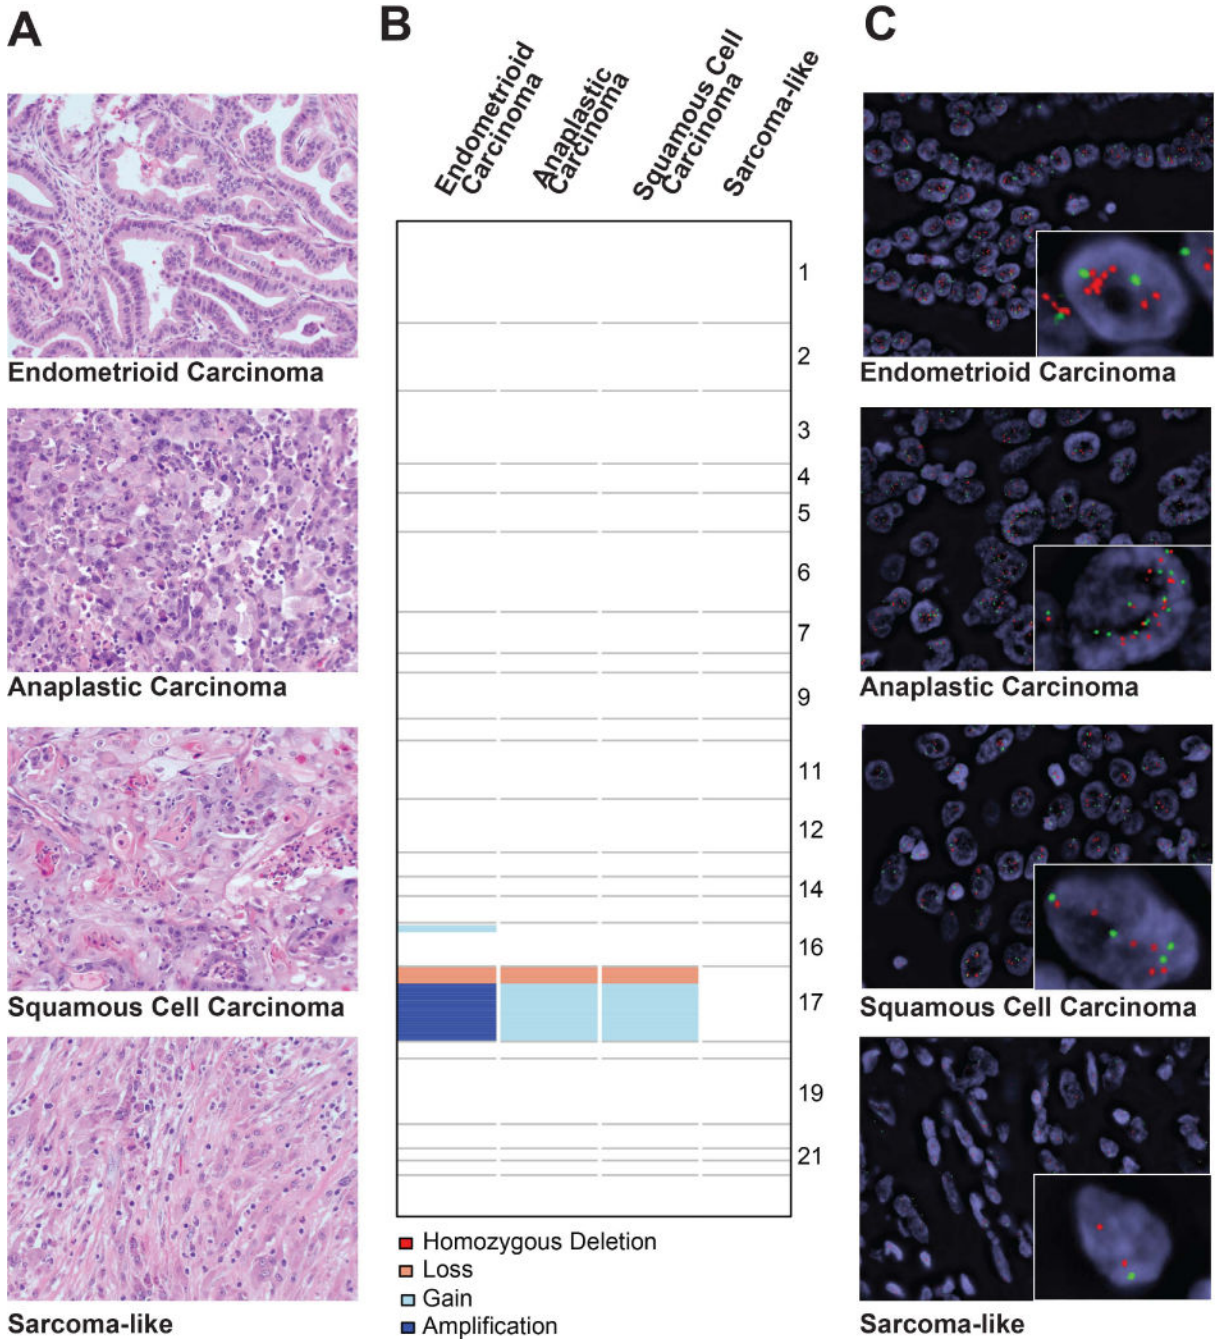 A
B
C
Endometrioid
Carcinoma
Anaplastic
Carcinoma
Squamous Cell
Carcinoma
Sarcoma-like
Endometrioid Carcinoma
Anaplastic Carcinoma
Squamous Cell Carcinoma
Sarcoma-like
1
2
3
4
5
6
7
9
11
12
14
16
17
19
21
Homozygous Deletion
Loss
Gain
Amplification
Endometrioid Carcinoma
Anaplastic Carcinoma
Squamous Cell Carcinoma
Sarcoma-like